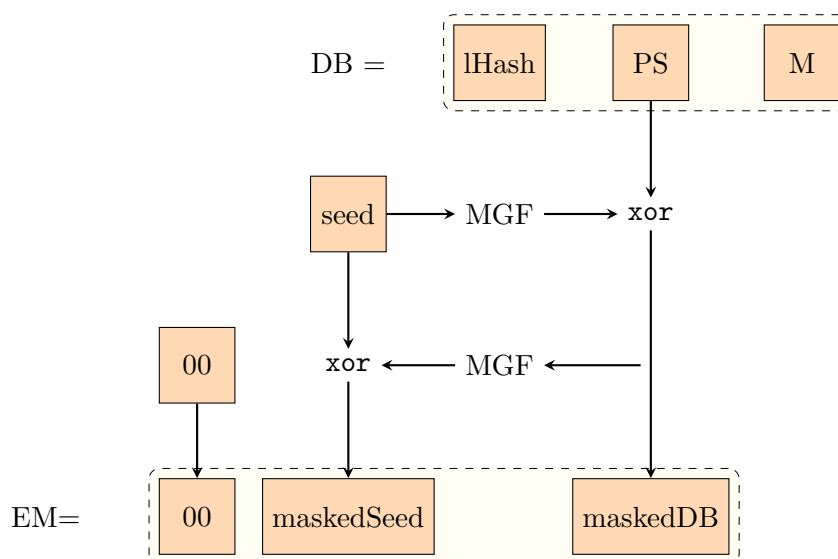 DB = lHash PS M
seed MGF xor
00 xor MGF
EM= 00 maskedSeed maskedDB